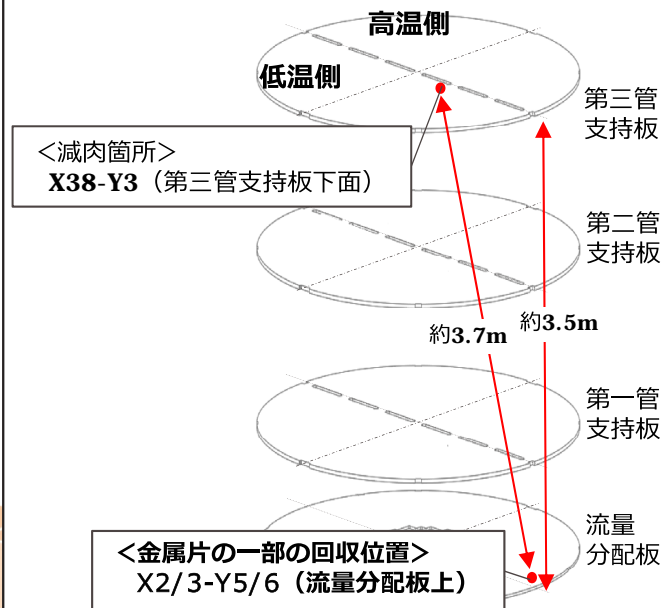 高温側
低温側
第三管
支持板
＜減肉箇所＞
X38-Y3（第三管支持板下面）
第二管
支持板
約3.7m
約3.5m
第一管
支持板
流量
分配板
＜金属片の一部の回収位置＞
X2/3-Y5/6（流量分配板上）